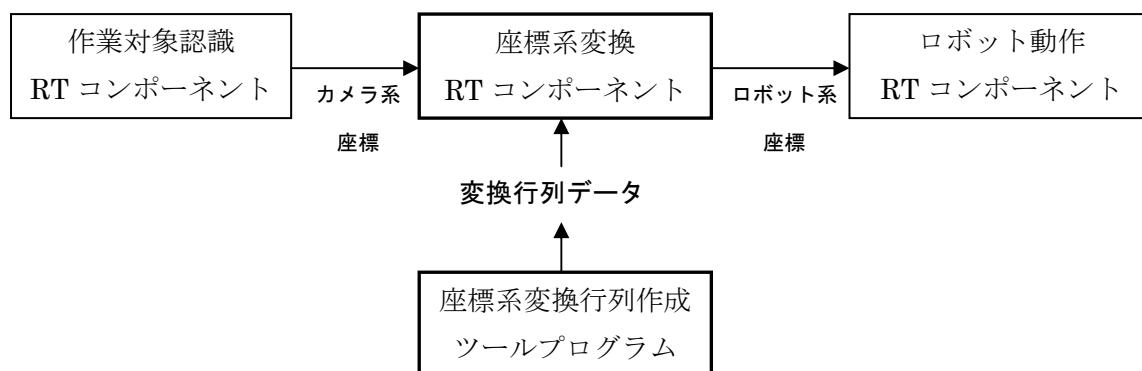 作業対象認識
RT コンポーネント
カメラ系
座標
座標系変換
RT コンポーネント
ロボット系
座標
ロボット動作
RT コンポーネント
変換行列データ
座標系変換行列作成
ツールプログラム